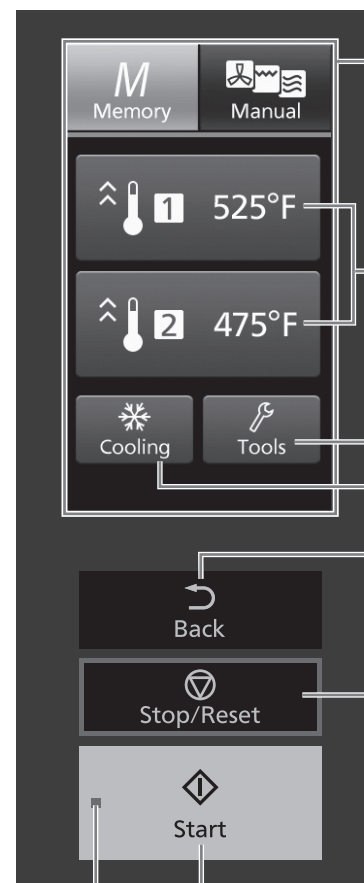 M
Memory
Manual
1 525°F
2 475°F
Cooling
Tools
Back
Stop/Reset
Start